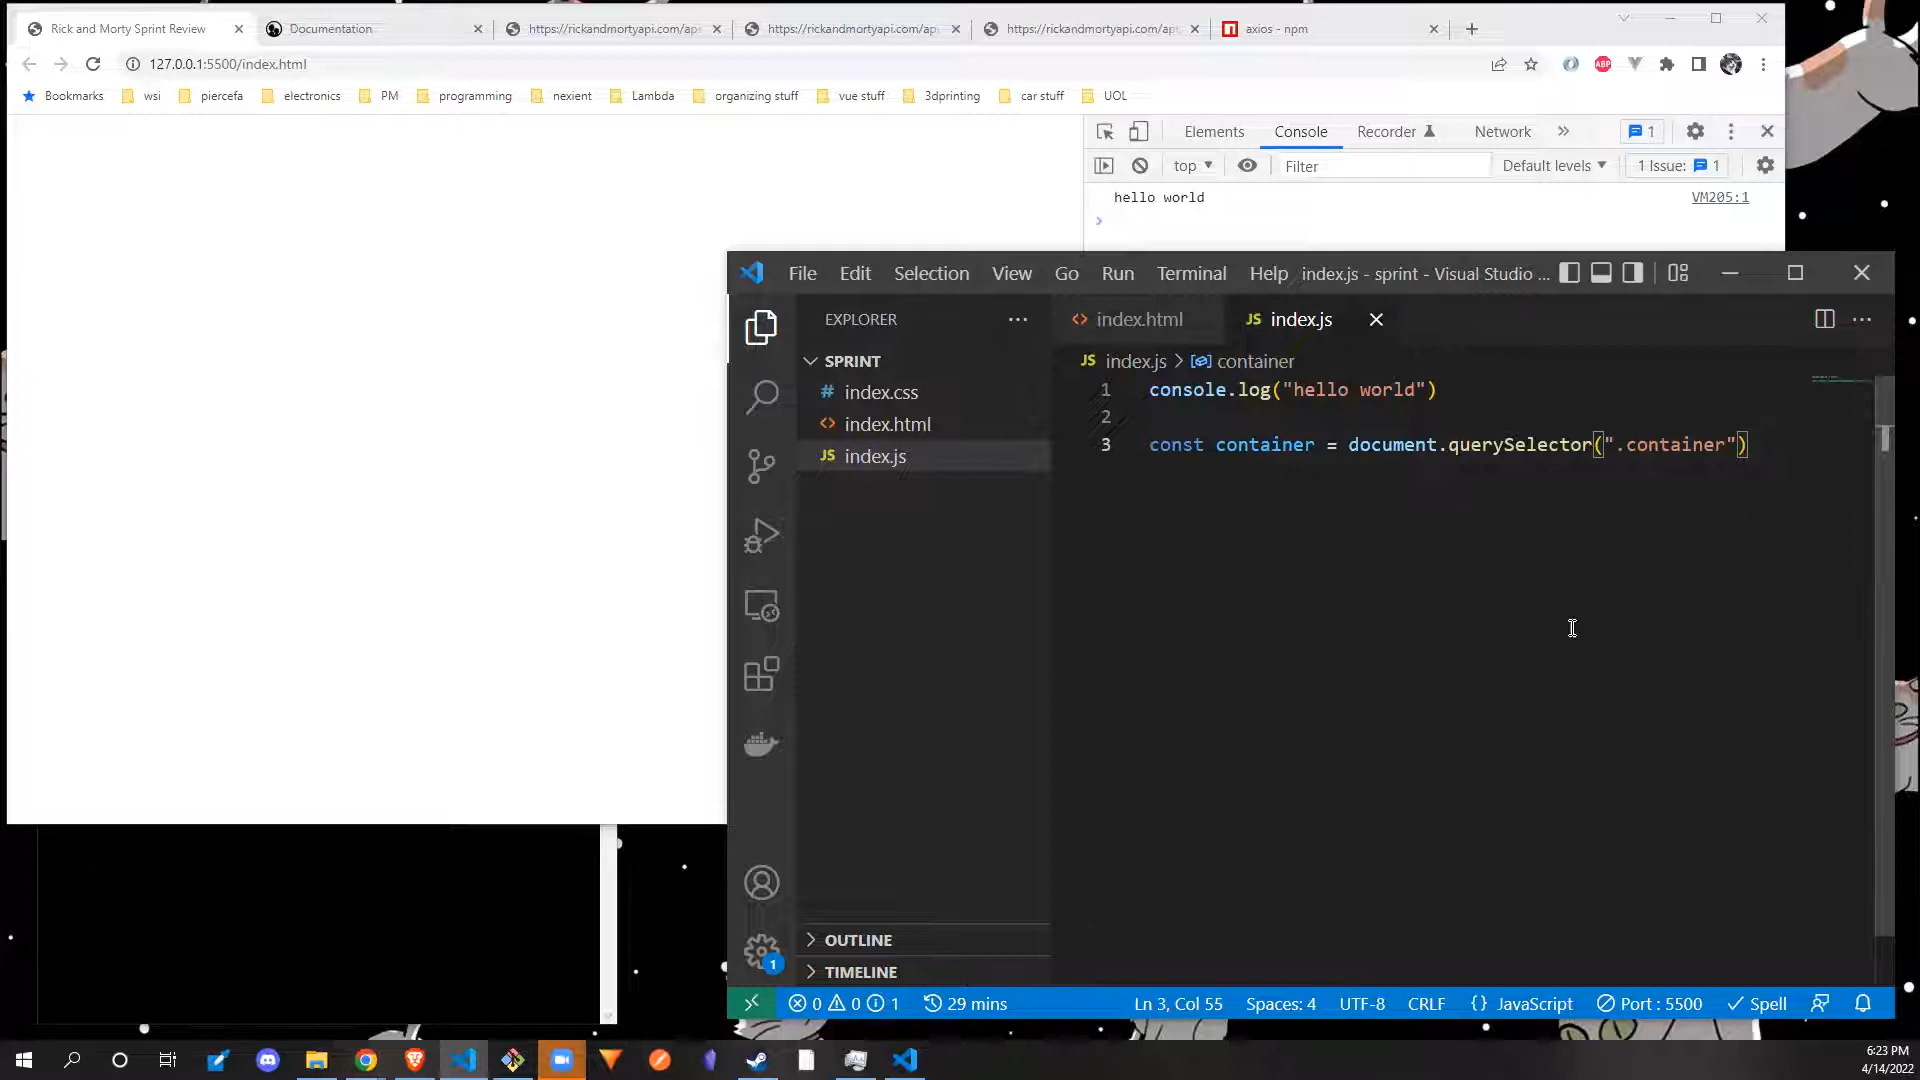 Rick and Morty Sprint Review
Documentation
https://rickandmortyapi.com/ap
https://rickandmortyapi.com/ap
https://rickandmortyapi.com/ap
axios - npm
127.0.0.1:5500/index.html
ABP
Bookmarks wsi piercefa electronics PM programming nexient Lambda organizing stuff vue stuff 3dprinting car stuff UOL
Elements Console Recorder Network 1
top Filter Default levels 1 Issue: 1
hello world VM205:1
File Edit Selection View Go Run Terminal Help index.js - sprint - Visual Studio ...
EXPLORER
index.html JS index.js
SPRINT
JS index.js > container
# index.css
<> index.html
JS index.js
1 console.log("hello world")
2
3 const container = document.querySelector(".container")
OUTLINE
TIMELINE
1
0 0 1 29 mins Ln 3, Col 55 Spaces: 4 UTF-8 CRLF {} JavaScript Port : 5500 Spell
6:23 PM
4/14/2022